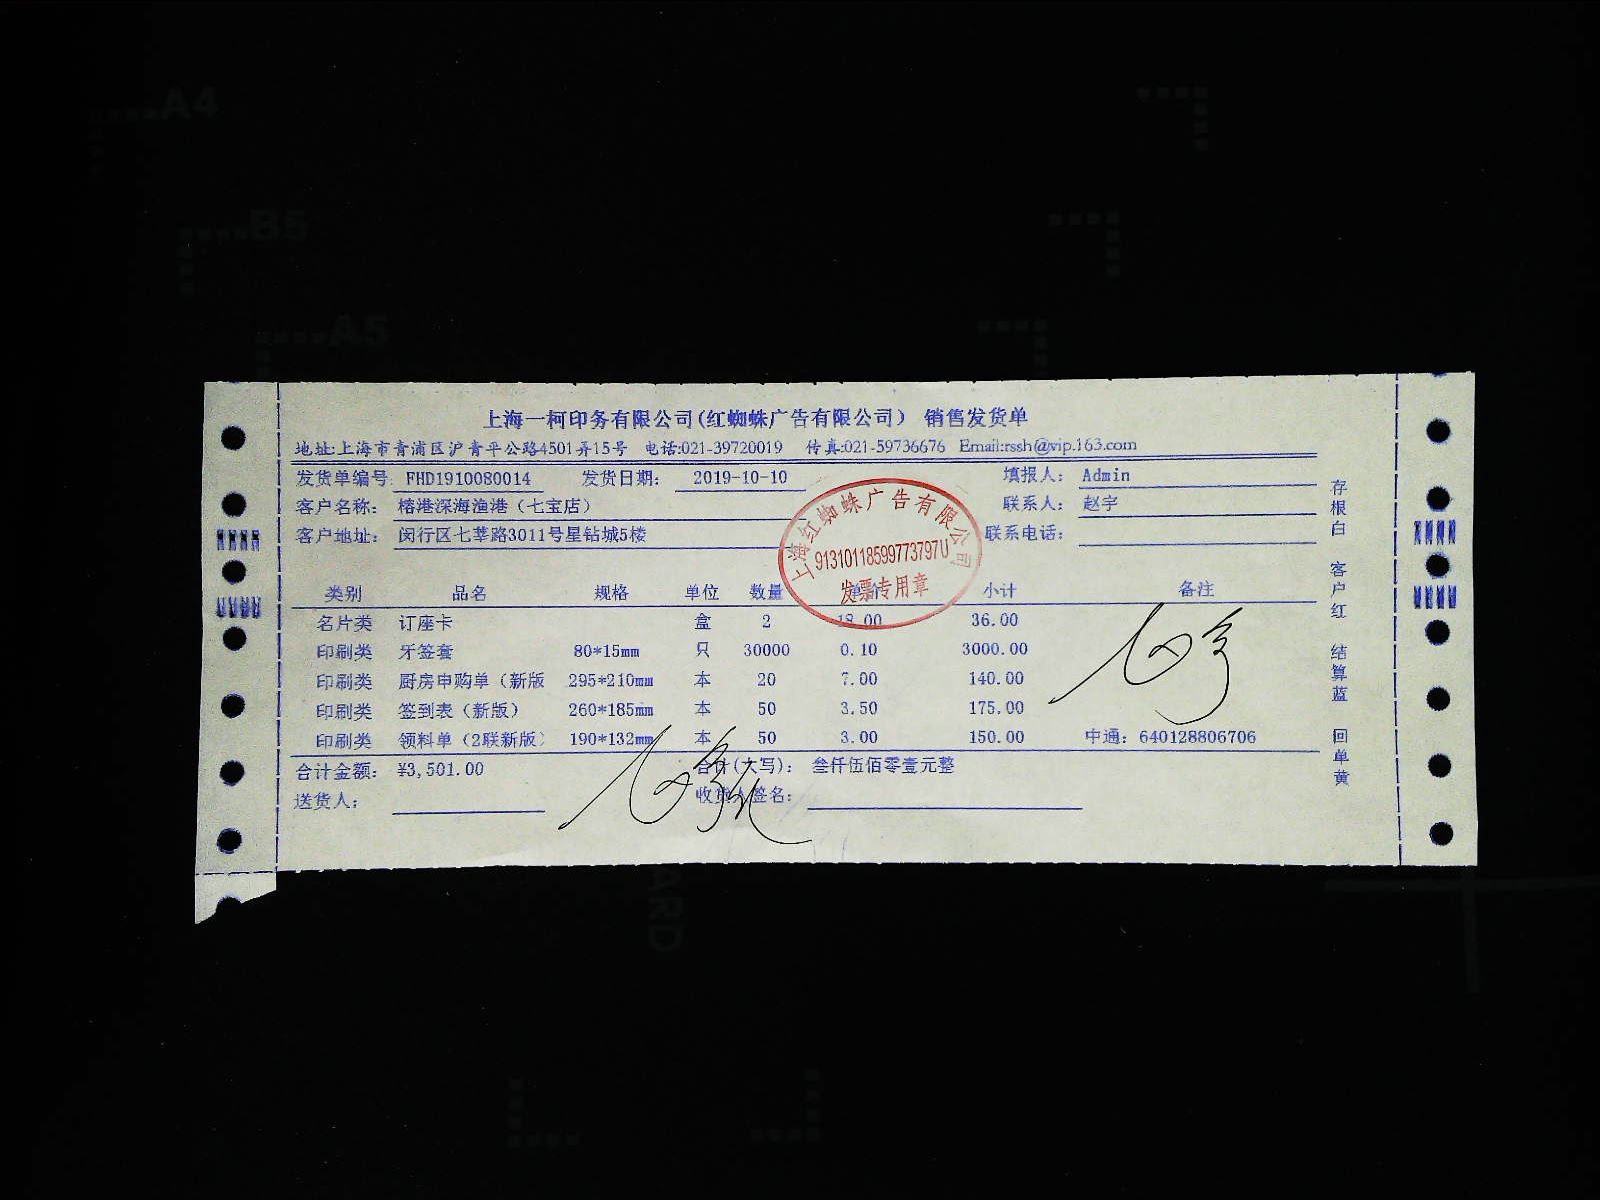 上海一柯印务有限公司(红蜘蛛广告有限公司) 销售发货单
地址:上海市青浦区沪青平公路4501弄15号 电话:021-39720019 传真:021-59736676 Email:rssh@vip.163.com
发货单编号: FHD1910080014 发货日期: 2019-10-10 填报人: Admin
客户名称: 榕港深海渔港（七宝店） 联系人: 赵宇
客户地址: 闵行区七莘路3011号星钻城5楼 联系电话:
上海红蜘蛛广告有限公司
91310118599773797U
发票专用章
类别 品名 规格 单位 数量 单价 小计 备注
名片类 订座卡 盒 2 18.00 36.00
印刷类 牙签套 80*15mm 只 30000 0.10 3000.00
印刷类 厨房申购单（新版 295*210mm 本 20 7.00 140.00
印刷类 签到表（新版） 260*185mm 本 50 3.50 175.00
印刷类 领料单（2联新版） 190*132mm 本 50 3.00 150.00 中通: 640128806706
合计金额: ¥3,501.00 合计(大写): 叁仟伍佰零壹元整
送货人: 收货人签名:
存根白 客户红 结算蓝 回单黄
A4
B5
A5